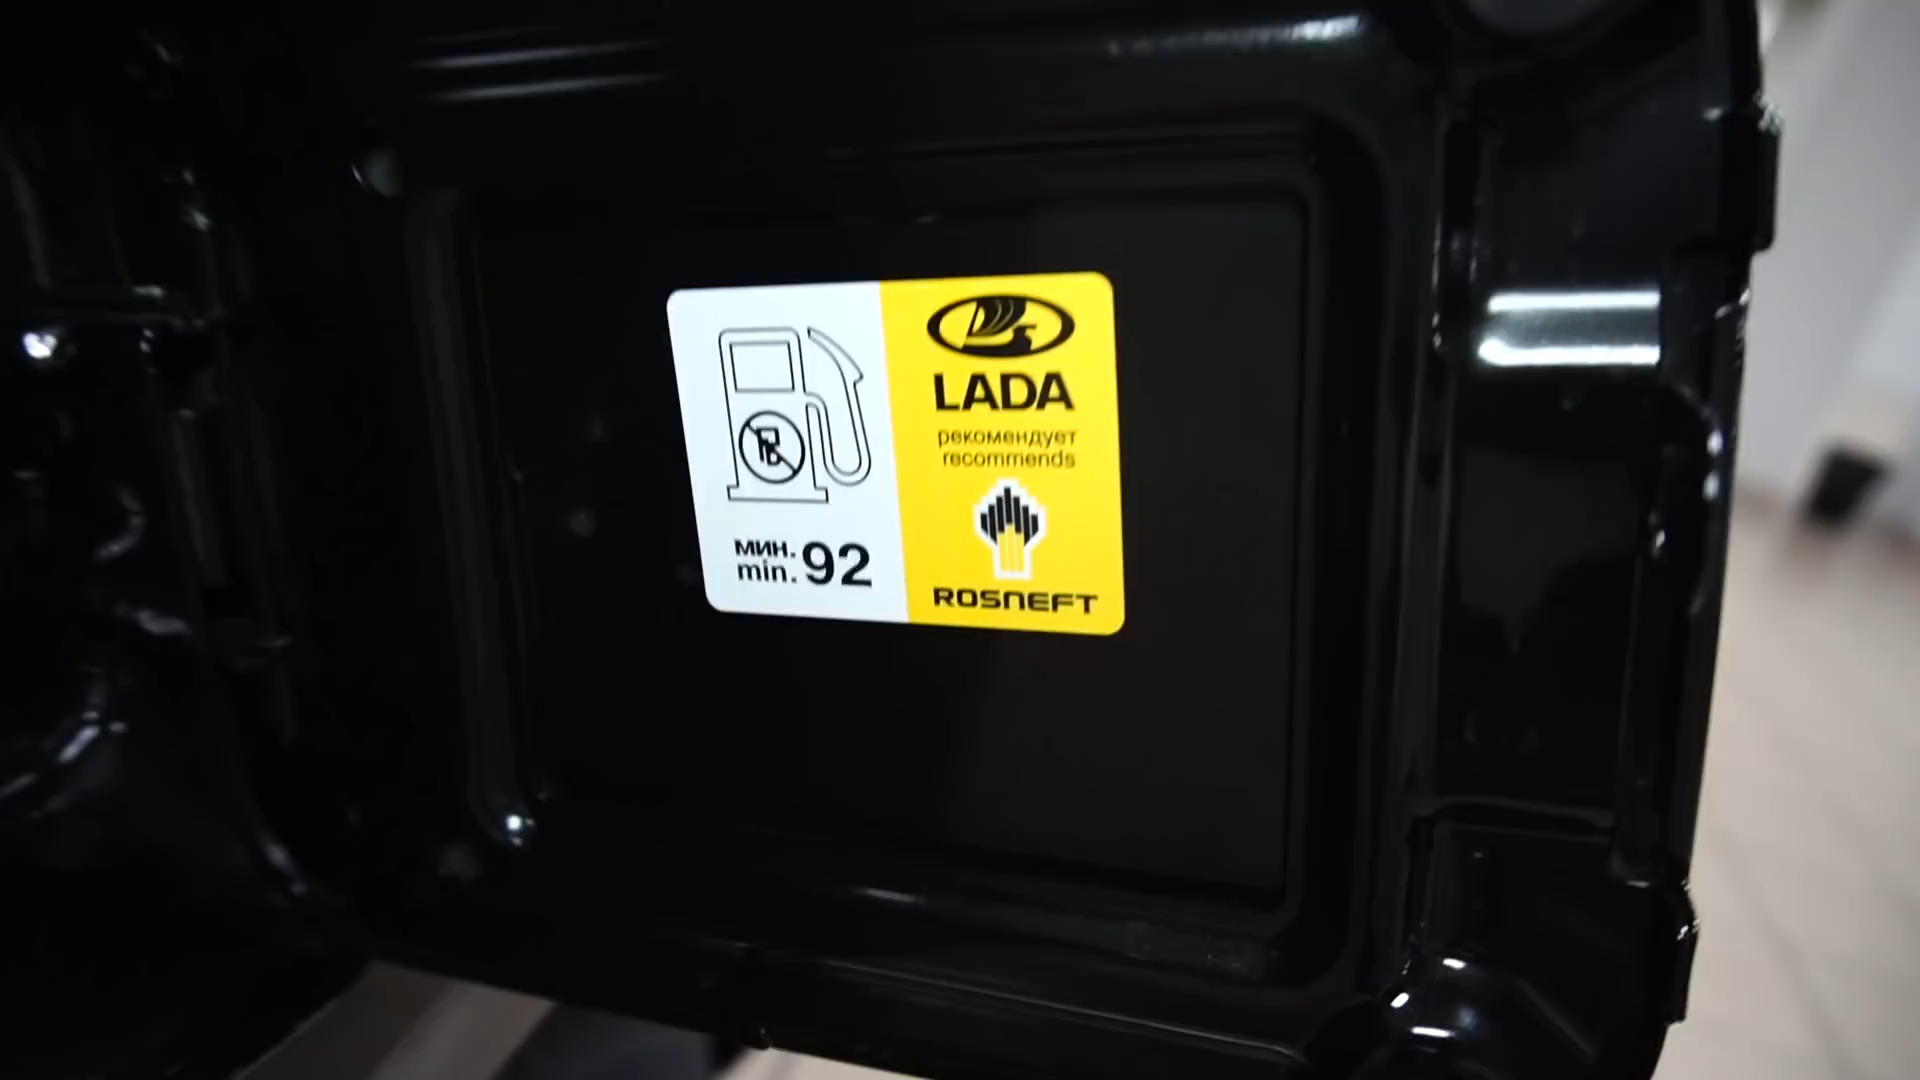 мин.
min. 92
LADA
рекомендует
recommends
ROSNEFT